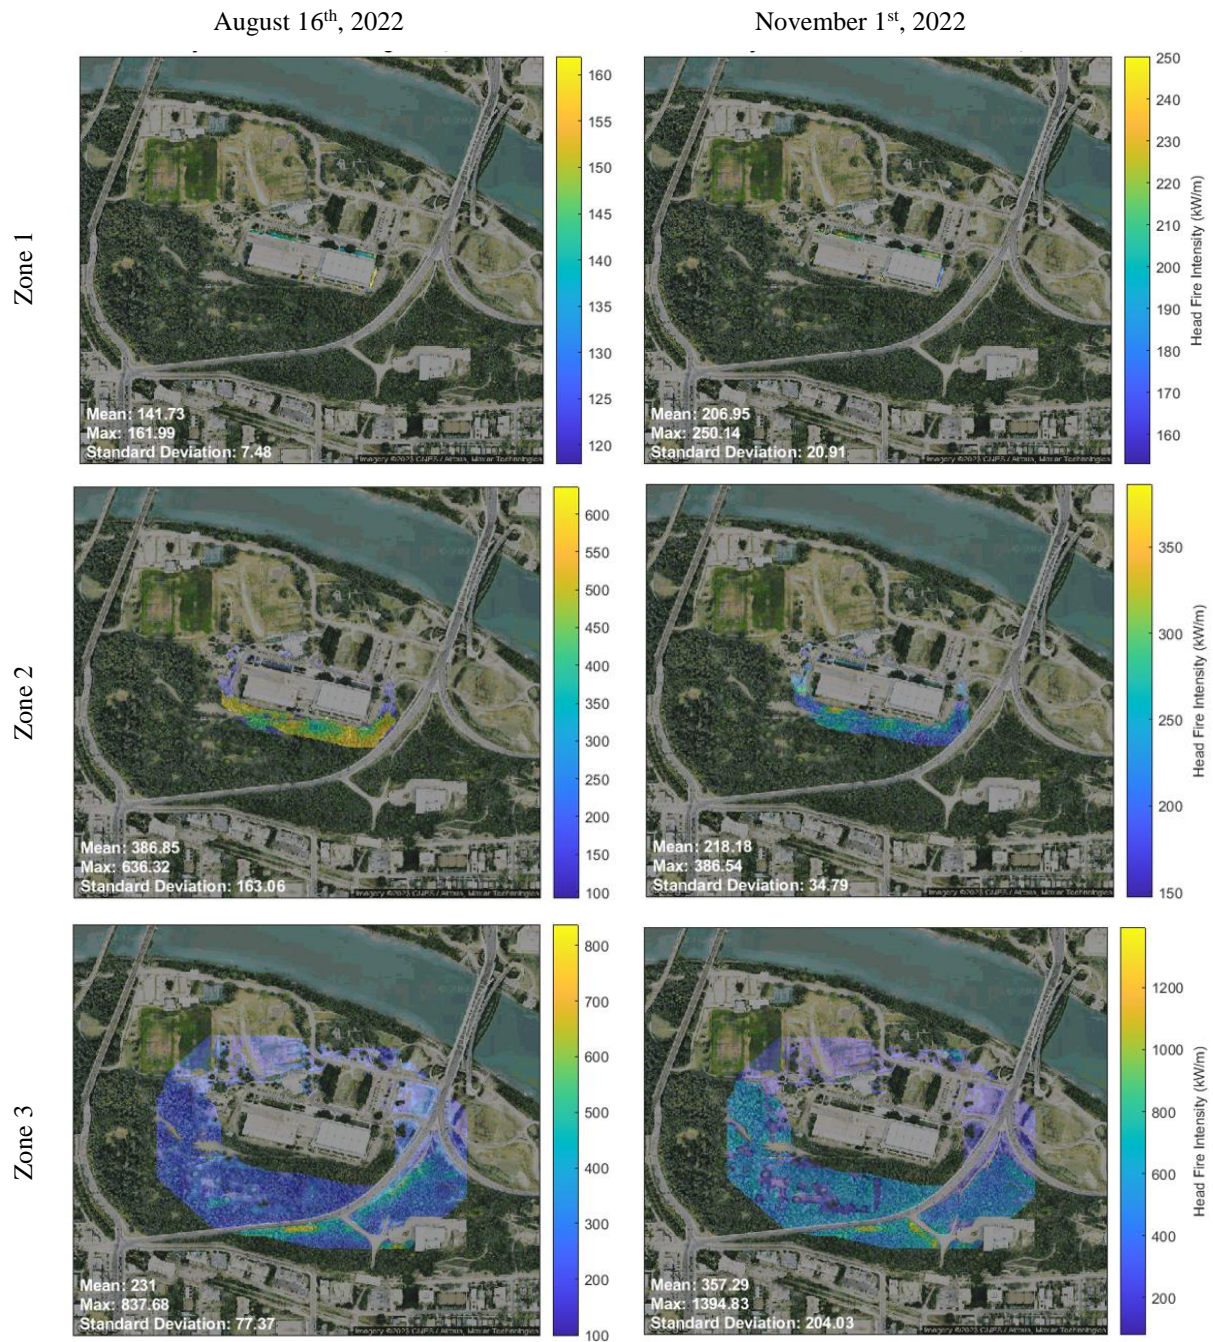 August 16th, 2022
November 1st, 2022
Zone 1
160
155
150
145
140
135
130
125
120
Mean: 141.73
Max: 161.99
Standard Deviation: 7.48
250
240
230
220
210
200
190
180
170
160
Head Fire Intensity (kW/m)
Mean: 206.95
Max: 250.14
Standard Deviation: 20.91
Zone 2
600
550
500
450
400
350
300
250
200
150
100
Mean: 386.85
Max: 636.32
Standard Deviation: 163.06
350
300
250
200
150
Head Fire Intensity (kW/m)
Mean: 218.18
Max: 386.54
Standard Deviation: 34.79
Zone 3
800
700
600
500
400
300
200
100
Mean: 231
Max: 837.68
Standard Deviation: 77.37
1200
1000
800
600
400
200
Head Fire Intensity (kW/m)
Mean: 357.29
Max: 1394.83
Standard Deviation: 204.03